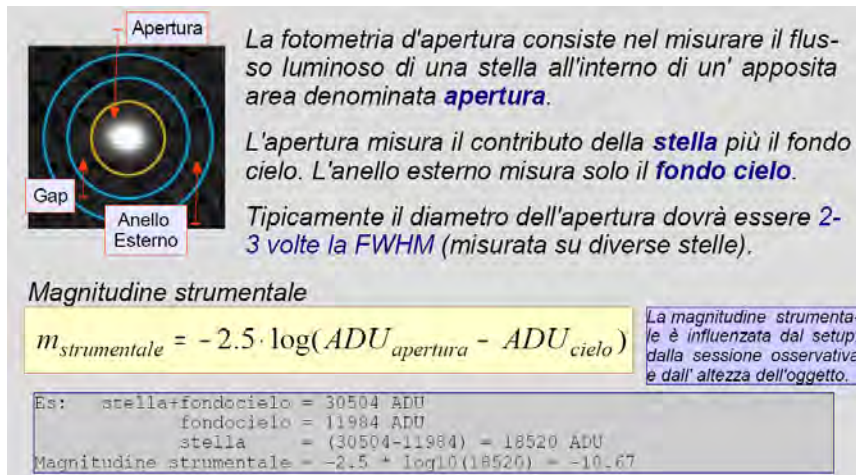 Apertura
Gap
Anello
Esterno
La fotometria d'apertura consiste nel misurare il flus-
so luminoso di una stella all'interno di un' apposita
area denominata apertura.
L'apertura misura il contributo della stella più il fondo
cielo. L'anello esterno misura solo il fondo cielo.
Tipicamente il diametro dell'apertura dovrà essere 2-
3 volte la FWHM (misurata su diverse stelle).
Magnitudine strumentale
m strumentale = -2.5 · log(ADU apertura - ADU cielo)
La magnitudine strumenta-
le è influenzata dal setup,
dalla sessione osservativa
e dall' altezza dell'oggetto.
Es: stella+fondocielo = 30504 ADU
fondocielo = 11984 ADU
stella = (30504-11984) = 18520 ADU
Magnitudine strumentale = -2.5 * log10(18520) = -10.67